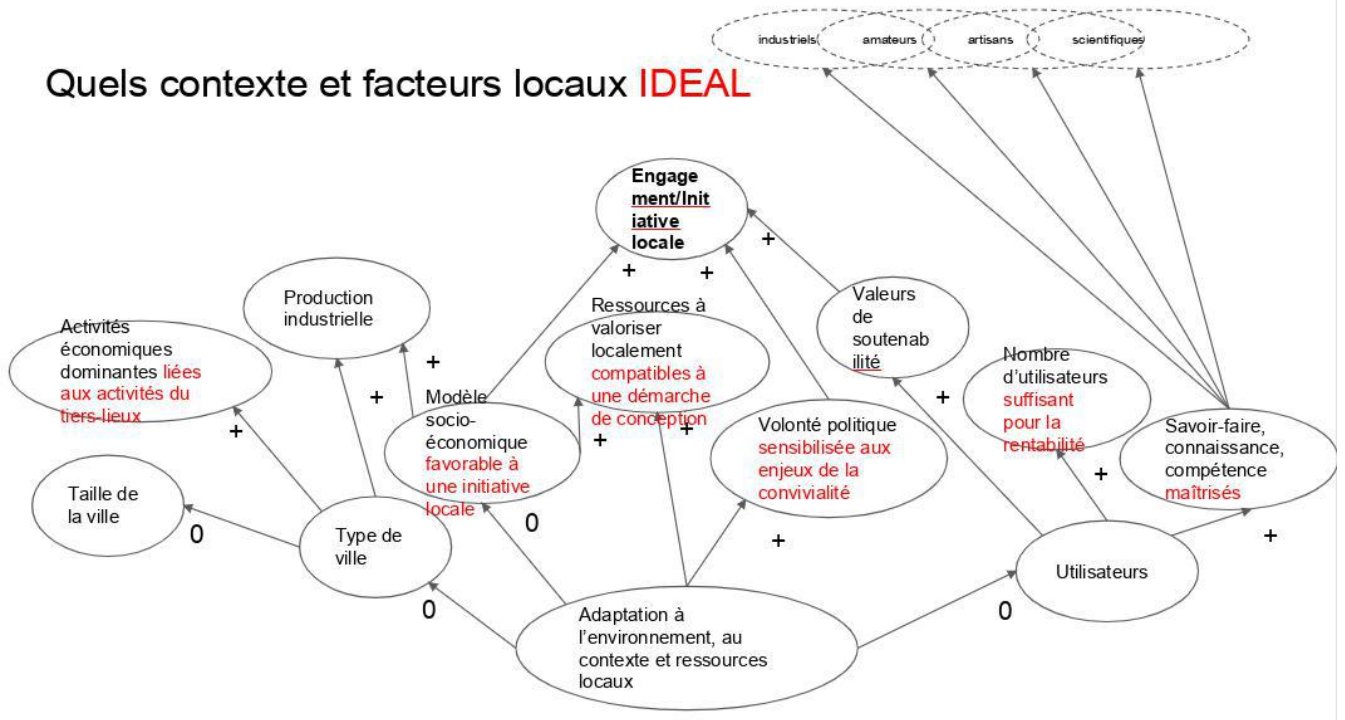 industriels amateurs artisans scientifiques
Quels contexte et facteurs locaux IDEAL
Engage
ment/Init
iative
locale
+
+
+
Production
industrielle
Ressources à
valoriser
localement
compatibles à
une démarche
de conception
Valeurs
de
soutenab
ilité
Activités
économiques
dominantes liées
aux activités du
tiers-lieux
Nombre
d'utilisateurs
suffisant
pour la
rentabilité
+
+
+
Modèle
socio-
économique
favorable à
une initiative
locale
Volonté politique
sensibilisée aux
enjeux de la
convivialité
Savoir-faire,
connaissance,
compétence
maîtrisés
+
+
+
+
Taille de
la ville
0
Type de
ville
0
+
+
Utilisateurs
0
0
Adaptation à
l'environnement, au
contexte et ressources
locaux